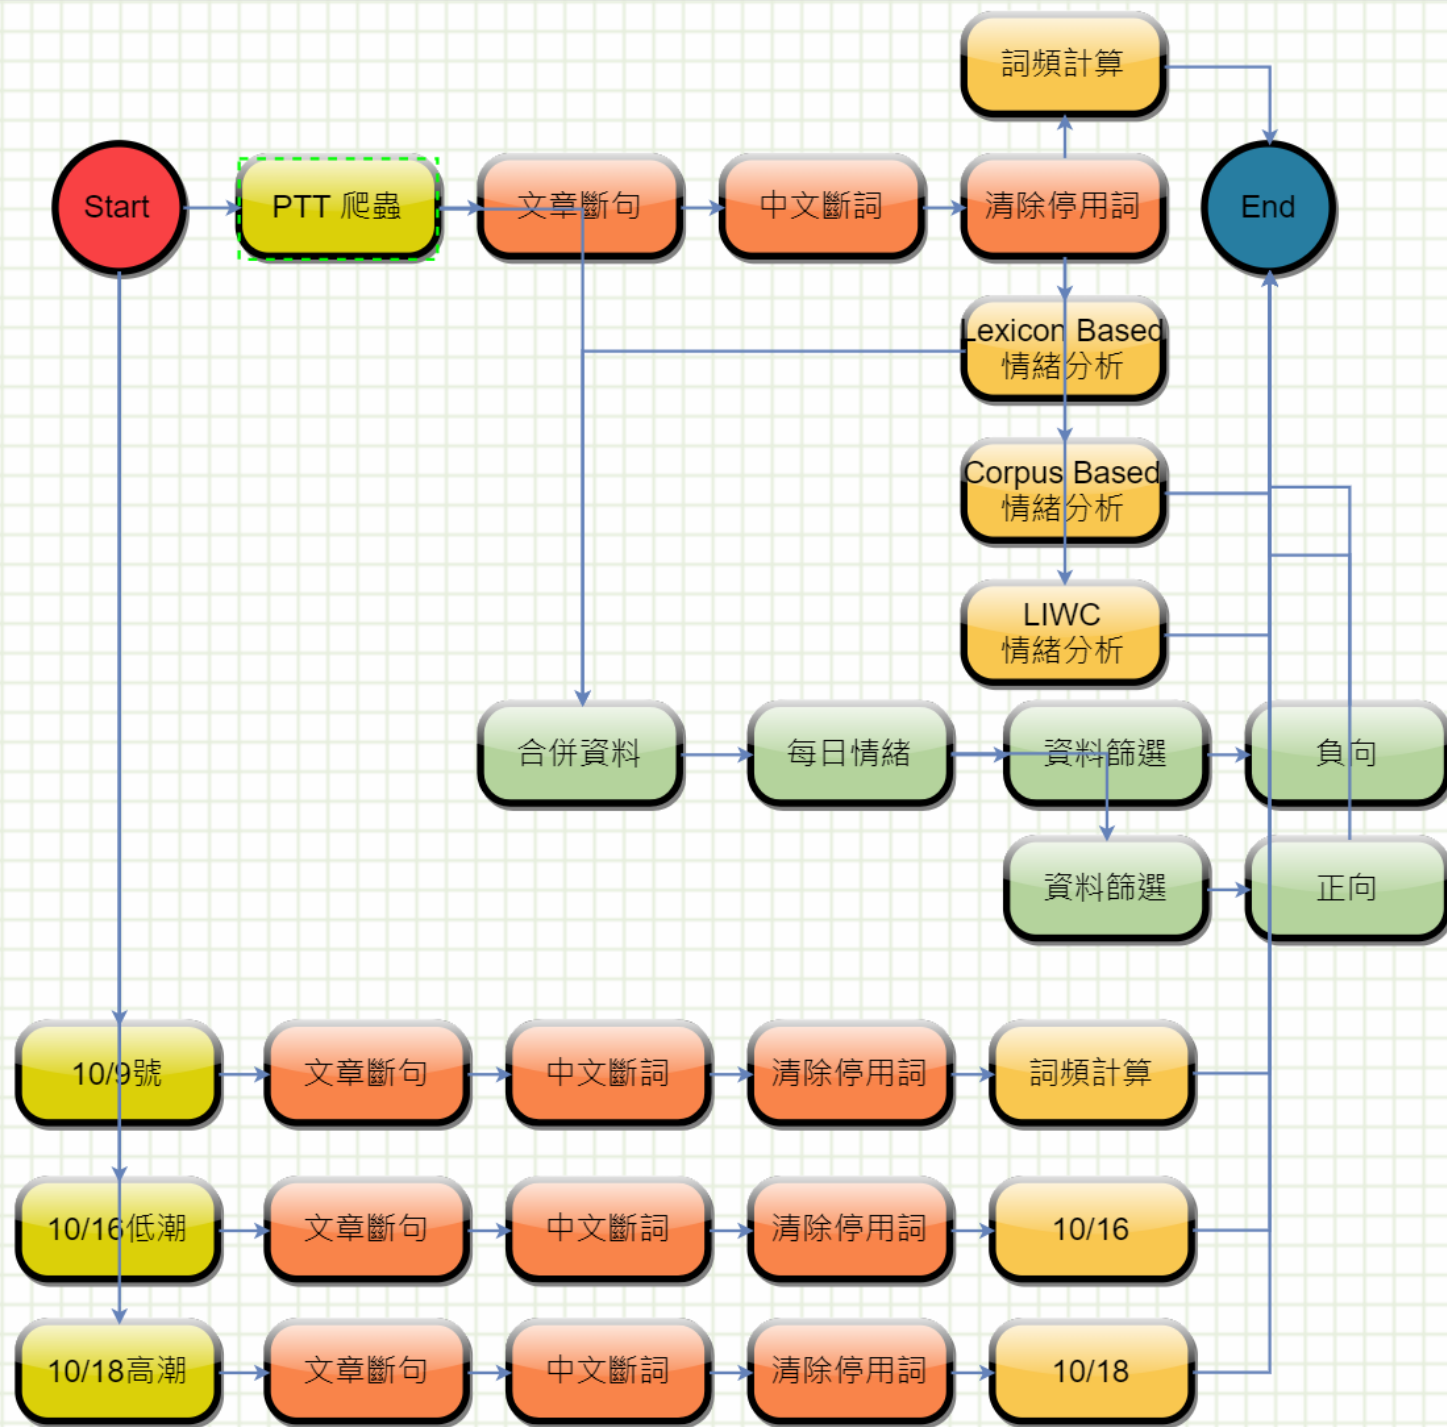 詞頻計算
Start
PTT 爬蟲
文章斷句
中文斷詞
清除停用詞
End
Lexicon Based
情緒分析
Corpus Based
情緒分析
LIWC
情緒分析
合併資料
每日情緒
資料篩選
負向
資料篩選
正向
10/9號
文章斷句
中文斷詞
清除停用詞
詞頻計算
10/16低潮
文章斷句
中文斷詞
清除停用詞
10/16
10/18高潮
文章斷句
中文斷詞
清除停用詞
10/18